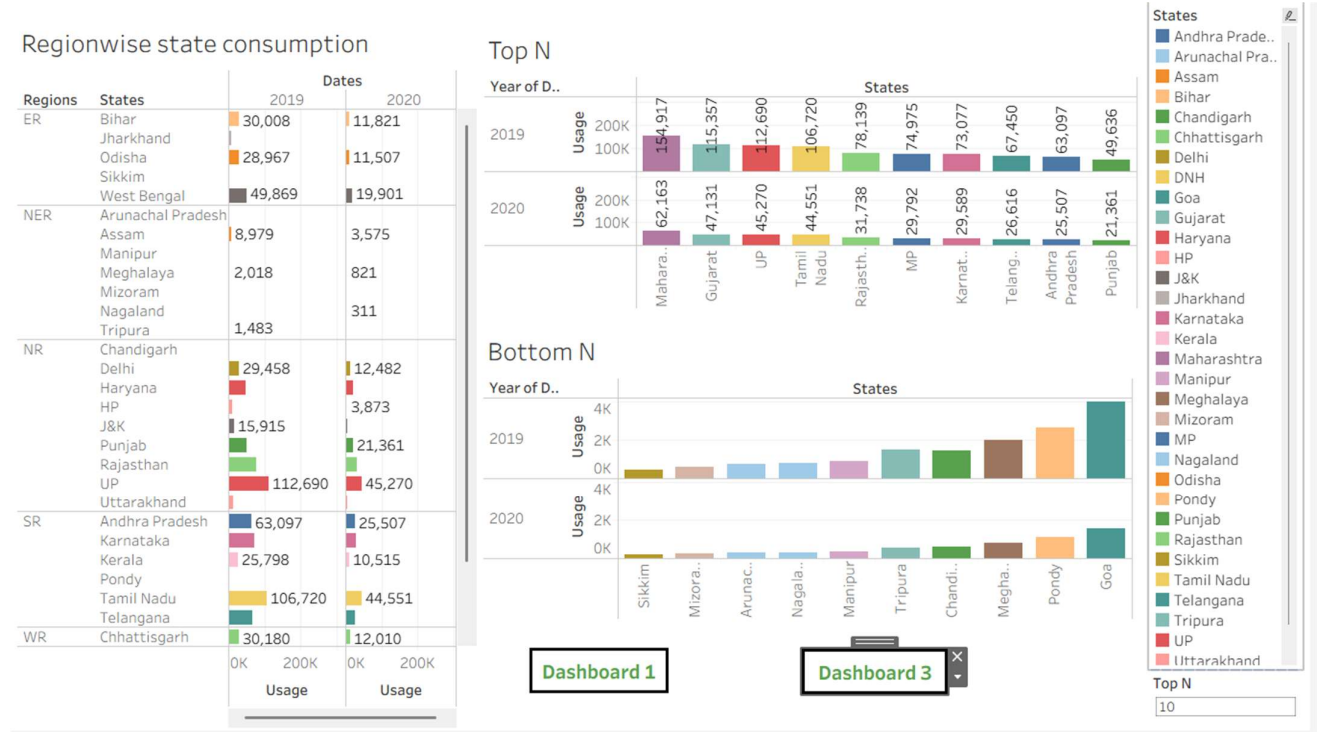 Regionwise state consumption
Dates
Regions States 2019 2020
ER Bihar 30,008 11,821
Jharkhand
Odisha 28,967 11,507
Sikkim
West Bengal 49,869 19,901
NER Arunachal Pradesh
Assam 8,979 3,575
Manipur
Meghalaya 2,018 821
Mizoram
Nagaland 311
Tripura 1,483
NR Chandigarh
Delhi 29,458 12,482
Haryana
HP 3,873
J&K 15,915
Punjab 21,361
Rajasthan
UP 112,690 45,270
Uttarakhand
SR Andhra Pradesh 63,097 25,507
Karnataka
Kerala 25,798 10,515
Pondy
Tamil Nadu 106,720 44,551
Telangana
WR Chhattisgarh 30,180 12,010
0K 200K 0K 200K
Usage Usage
Top N
Year of D..
States
2019
Usage
200K
100K
154,917
115,357
112,690
106,720
78,139
74,975
73,077
67,450
63,097
49,636
2020
Usage
200K
100K
62,163
47,131
45,270
44,551
31,738
29,792
29,589
26,616
25,507
21,361
Mahara..
Gujarat
UP
Tamil
Nadu
Rajasth..
MP
Karnat..
Telang..
Andhra
Pradesh
Punjab
Bottom N
Year of D..
States
2019
Usage
4K
2K
0K
2020
Usage
4K
2K
0K
Sikkim
Mizora..
Arunac..
Nagala..
Manipur
Tripura
Chandi..
Megha..
Pondy
Goa
Dashboard 1
Dashboard 3
States
Andhra Prade..
Arunachal Pra..
Assam
Bihar
Chandigarh
Chhattisgarh
Delhi
DNH
Goa
Gujarat
Haryana
HP
J&K
Jharkhand
Karnataka
Kerala
Maharashtra
Manipur
Meghalaya
Mizoram
MP
Nagaland
Odisha
Pondy
Punjab
Rajasthan
Sikkim
Tamil Nadu
Telangana
Tripura
UP
Uttarakhand
Top N
10